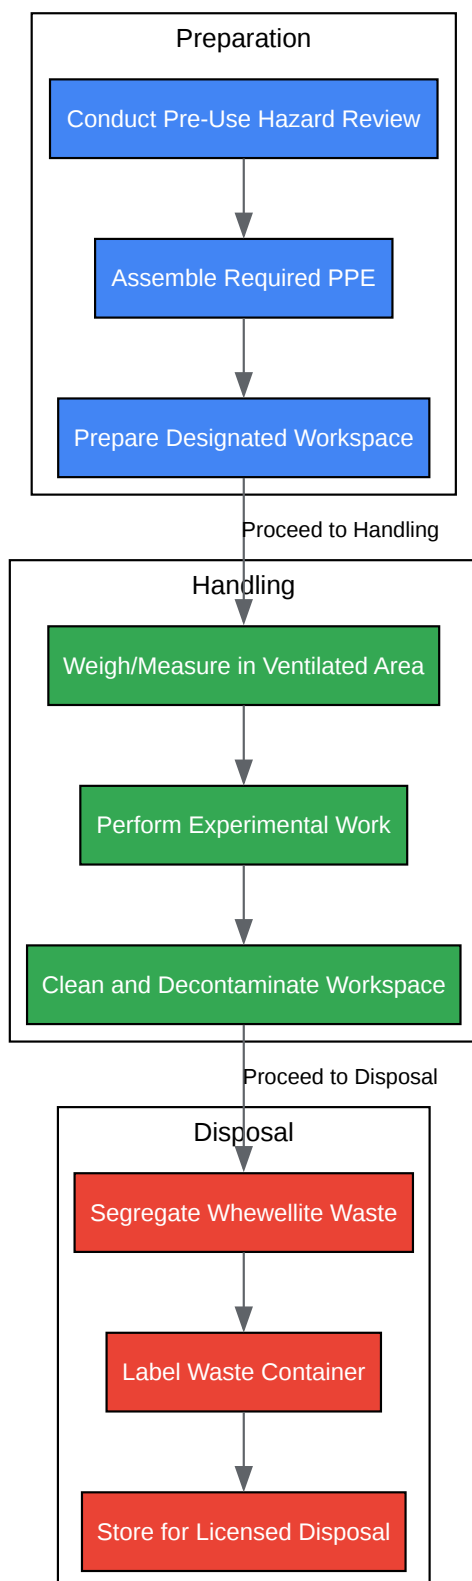 Preparation
Conduct Pre-Use Hazard Review
Assemble Required PPE
Prepare Designated Workspace
Proceed to Handling
Handling
Weigh/Measure in Ventilated Area
Perform Experimental Work
Clean and Decontaminate Workspace
Proceed to Disposal
Disposal
Segregate Whewellite Waste
Label Waste Container
Store for Licensed Disposal